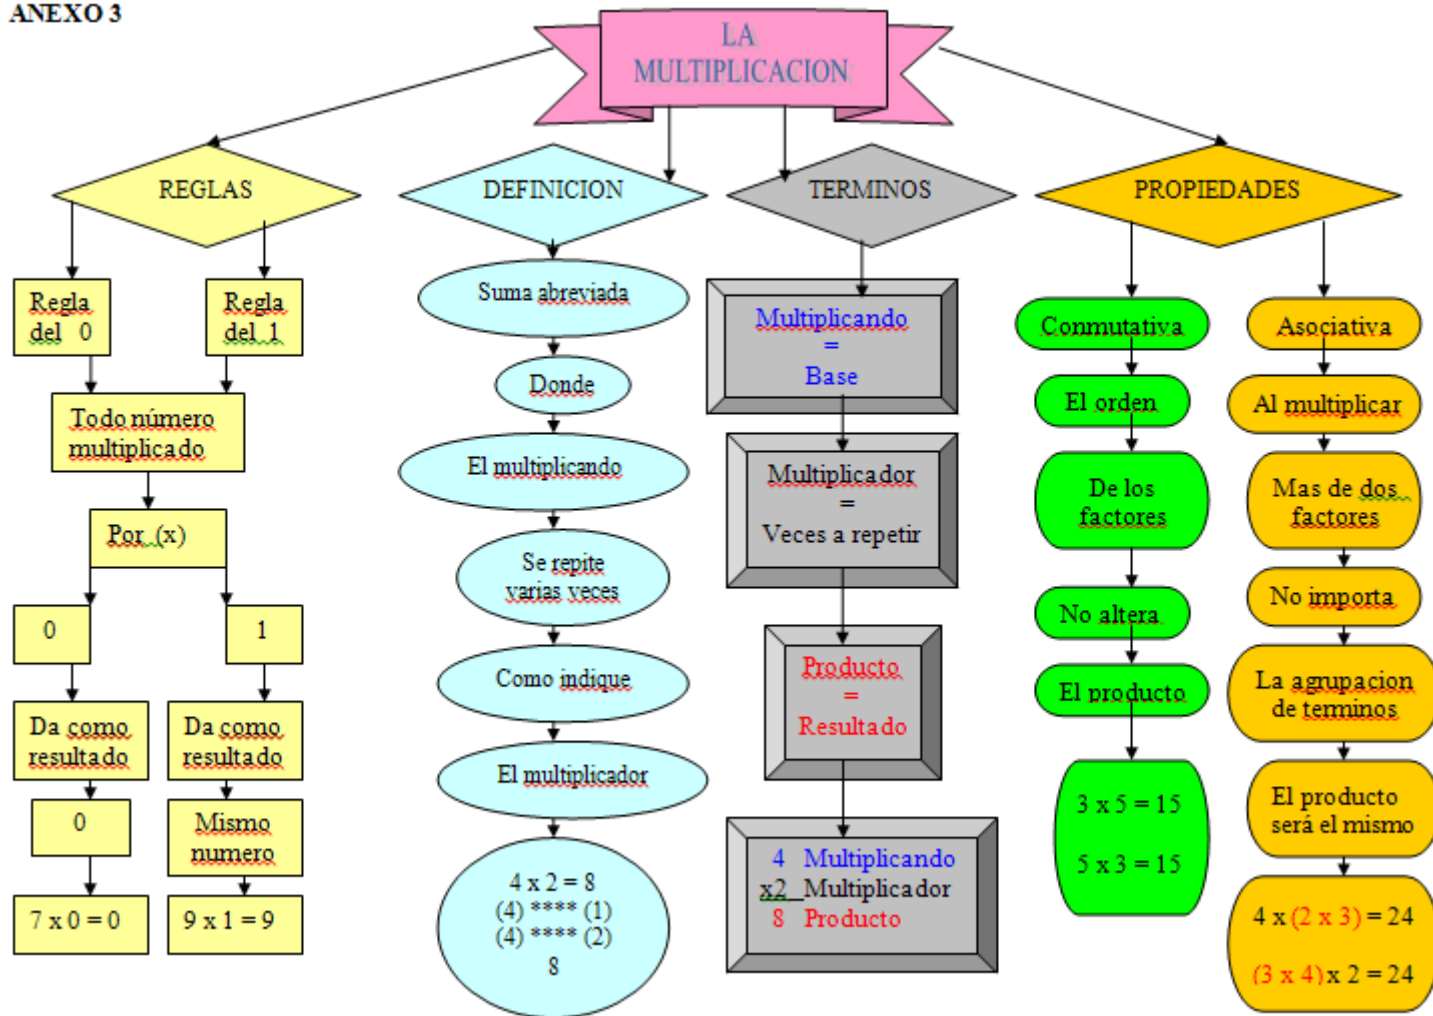 ANEXO 3
LA
MULTIPLICACION
REGLAS
Regla
del 0
Regla
del 1
Todo número
multiplicado
Por (x)
0
1
Da como
resultado
Da como
resultado
0
Mismo
numero
7 x 0 = 0
9 x 1 = 9
DEFINICION
Suma abreviada
Donde
El multiplicando
Se repite
varias veces
Como indique
El multiplicador
4 x 2 = 8
(4) **** (1)
(4) **** (2)
8
TERMINOS
Multiplicando
=
Base
Multiplicador
=
Veces a repetir
Producto
=
Resultado
4 Multiplicando
x2_Multiplicador
8 Producto
PROPIEDADES
Conmutativa
El orden
De los
factores
No altera
El producto
3 x 5 = 15
5 x 3 = 15
Asociativa
Al multiplicar
Mas de dos
factores
No importa
La agrupacion
de terminos
El producto
será el mismo
4 x (2 x 3) = 24
(3 x 4) x 2 = 24